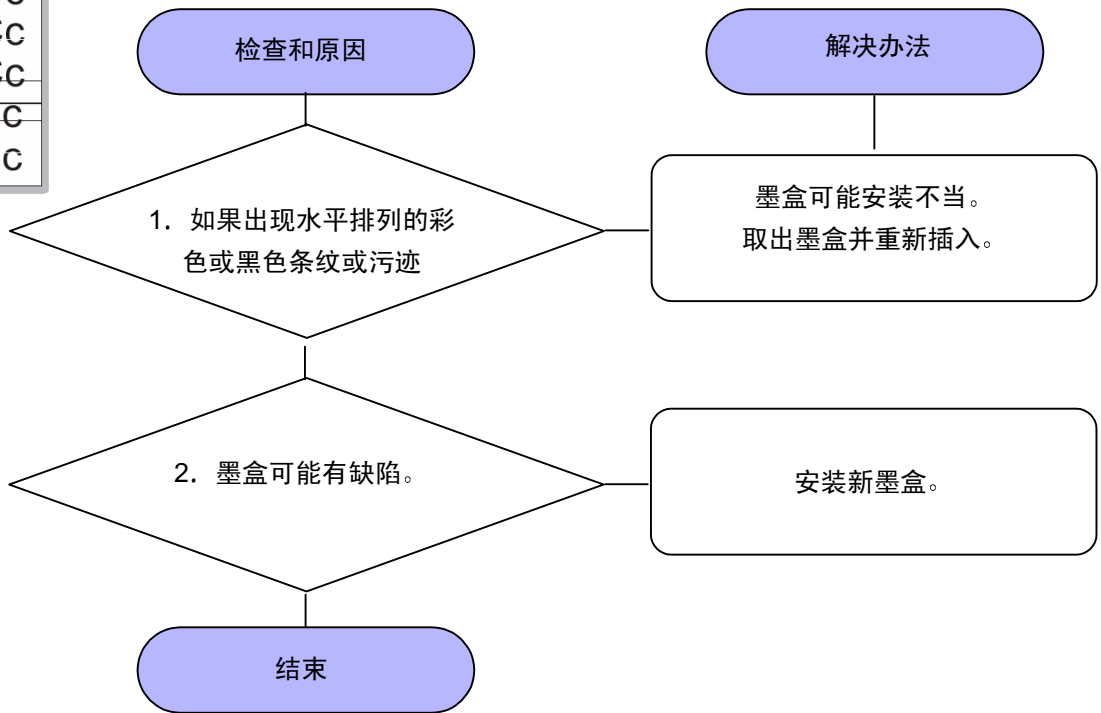 c
Cc
Cc
c
c
检查和原因
解决办法
1. 如果出现水平排列的彩
色或黑色条纹或污迹
墨盒可能安装不当。
取出墨盒并重新插入。
2. 墨盒可能有缺陷。
安装新墨盒。
结束